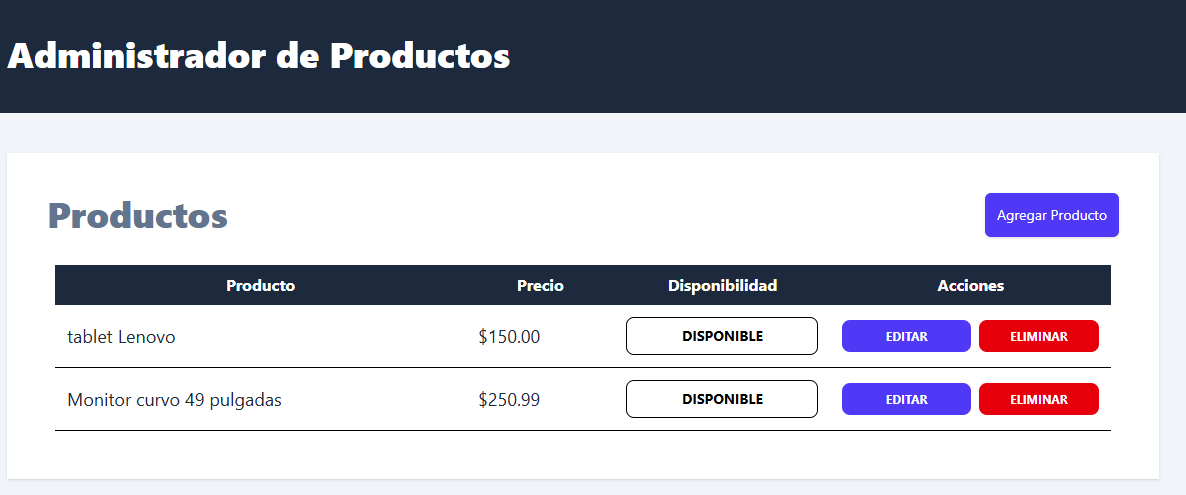 Administrador de Productos
Productos
Agregar Producto
Producto Precio Disponibilidad Acciones
tablet Lenovo $150.00 DISPONIBLE EDITAR ELIMINAR
Monitor curvo 49 pulgadas $250.99 DISPONIBLE EDITAR ELIMINAR